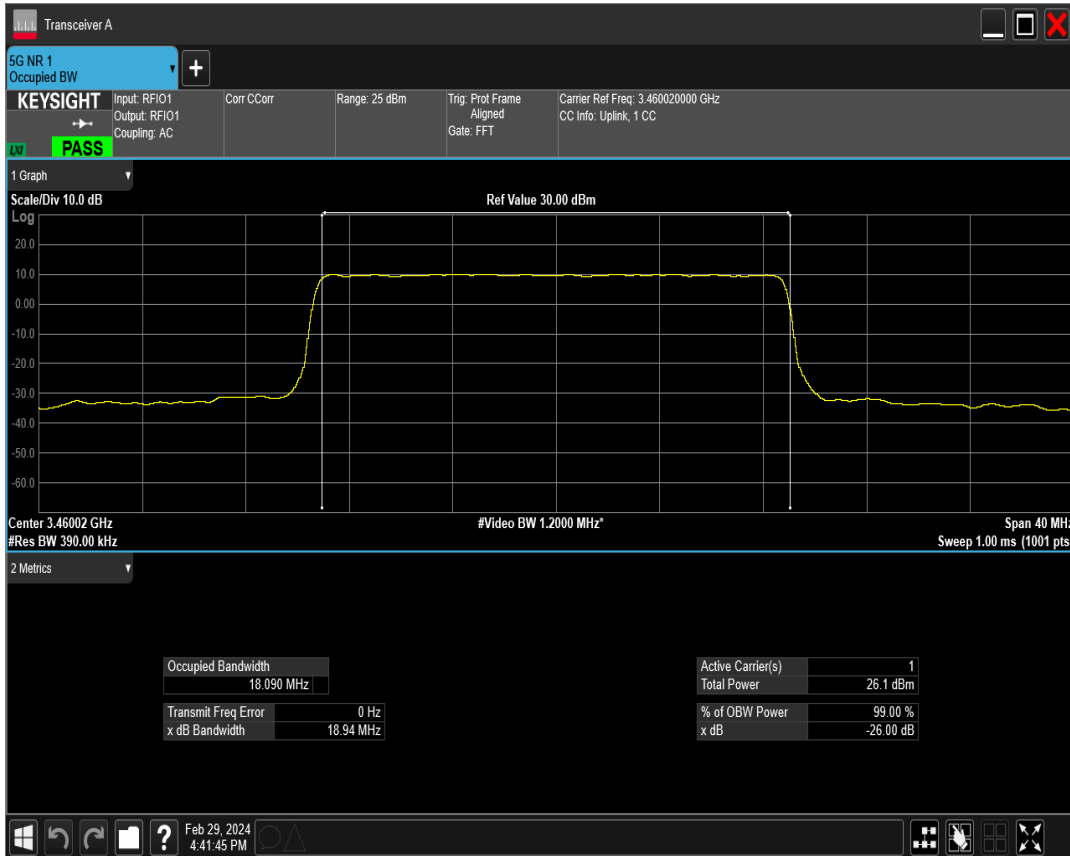 Transceiver A
5G NR 1
Occupied BW
KEYSIGHT
LXI
PASS
Input: RFIO1
Output: RFIO1
Coupling: AC
Corr CCorr
Range: 25 dBm
Trig: Prot Frame
Aligned
Gate: FFT
Carrier Ref Freq: 3.460020000 GHz
CC Info: Uplink, 1 CC
1 Graph
Scale/Div 10.0 dB
Ref Value 30.00 dBm
Log
20.0
10.0
0.00
-10.0
-20.0
-30.0
-40.0
-50.0
-60.0
Center 3.46002 GHz
#Video BW 1.2000 MHz*
Span 40 MHz
#Res BW 390.00 kHz
Sweep 1.00 ms (1001 pts
2 Metrics
Occupied Bandwidth
18.090 MHz
Transmit Freq Error 0 Hz
x dB Bandwidth 18.94 MHz
Active Carrier(s) 1
Total Power 26.1 dBm
% of OBW Power 99.00 %
x dB -26.00 dB
?
Feb 29, 2024
4:41:45 PM